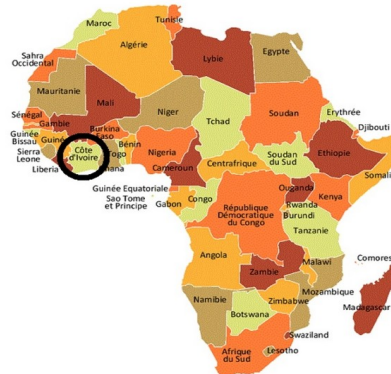 Maroc
Tunisie
Algérie
Lybie
Egypte
Sahra
Occidental
Mauritanie
Mali
Niger
Tchad
Soudan
Erythrée
Djibouti
Sénégal
Gambie
Guinée
Bissau
Guiné
Sierra
Leone
Liberia
Côte
d'Ivoire
Burkina
Faso
Bénin
Togo
hana
Nigeria
Cameroun
Centrafrique
Soudan
du Sud
Ethiopie
Somali
Guinée Equatoriale
Sao Tome
et Principe
Gabon
Congo
République
Démocratique
du Congo
Ouganda
Kenya
Rwanda
Burundi
Tanzanie
Comores
Angola
Zambie
Malawi
Mozambique
Madagascar
Namibie
Zimbabwe
Botswana
Swaziland
Lesotho
Afrique
du Sud